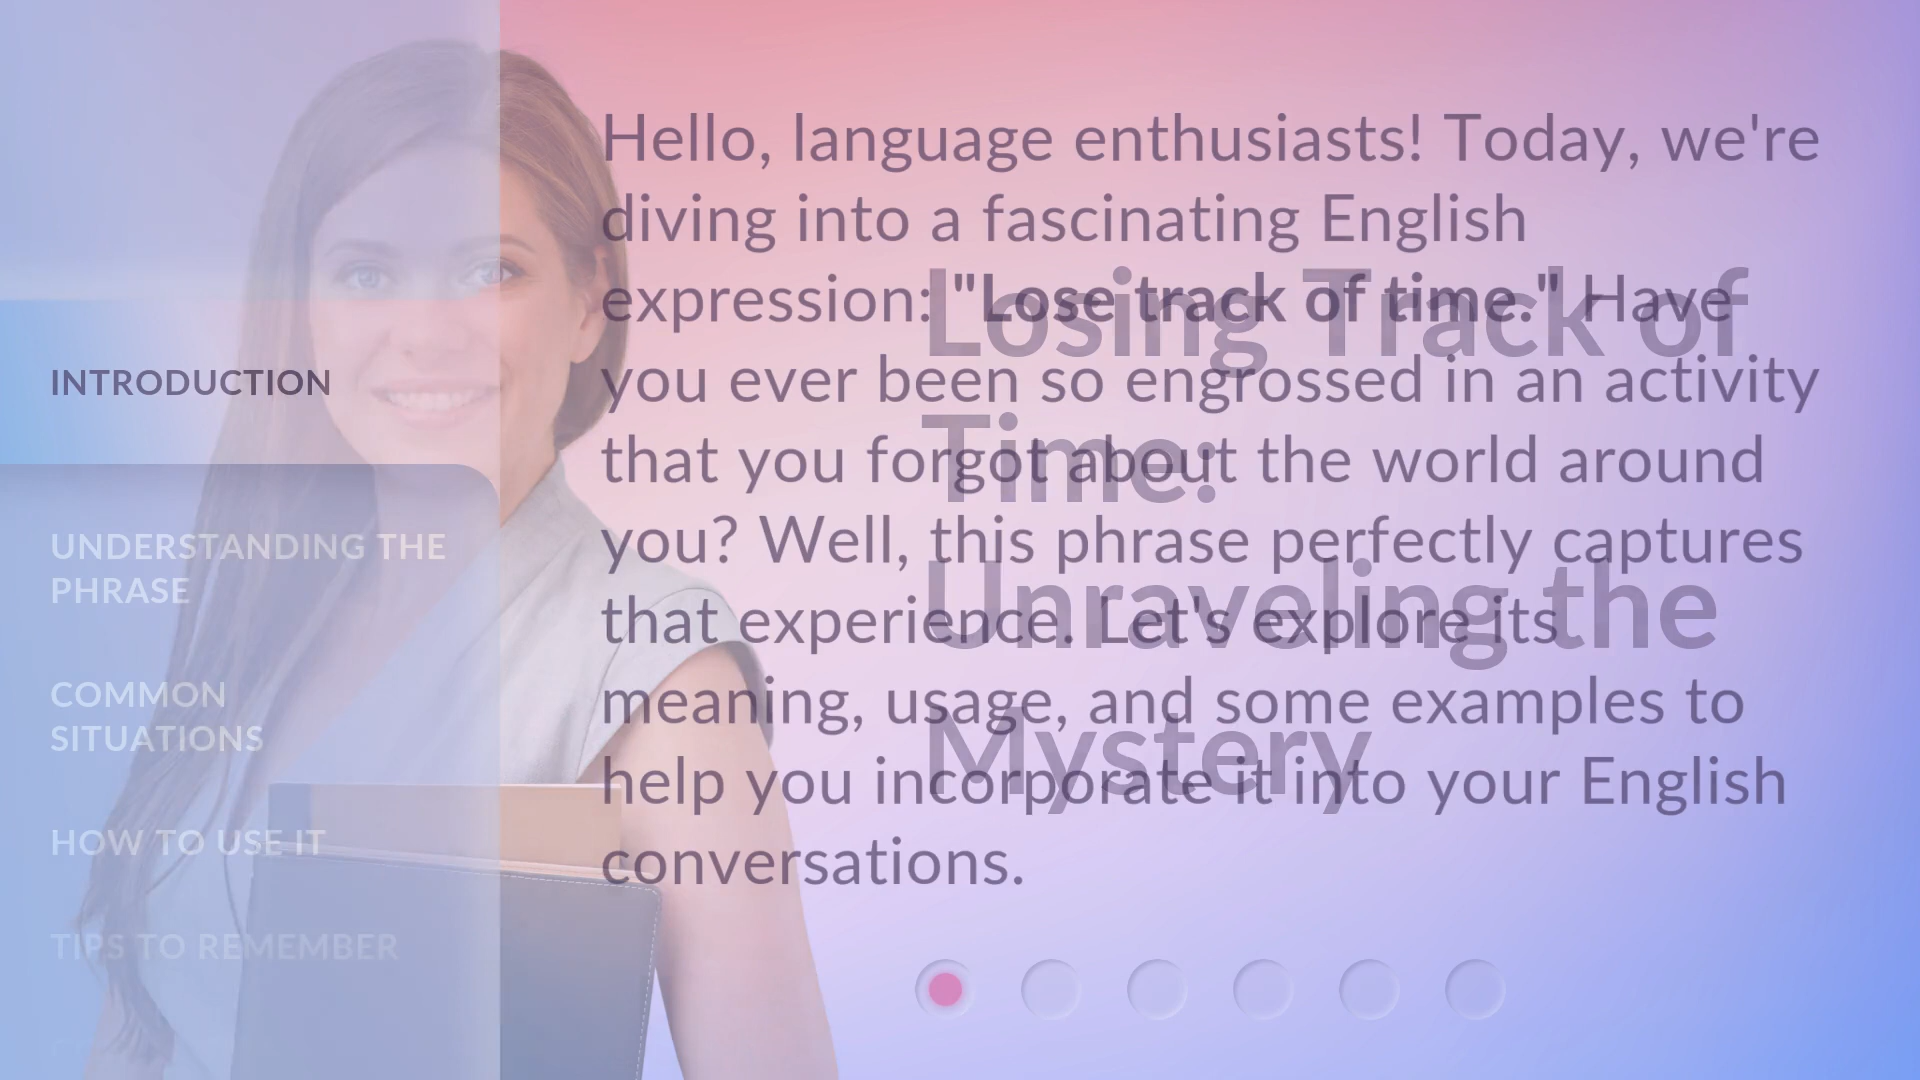 INTRODUCTION
UNDERSTANDING THE
PHRASE
COMMON
SITUATIONS
HOW TO USE IT
TIPS TO REMEMBER
Hello, language enthusiasts! Today, we're
diving into a fascinating English
expression: "Lose track of time." Have
you ever been so engrossed in an activity
that you forgot about the world around
you? Well, this phrase perfectly captures
that experience. Let's explore its
meaning, usage, and some examples to
help you incorporate it into your English
conversations.
Losing Track of
Time:
Unraveling the
Mystery